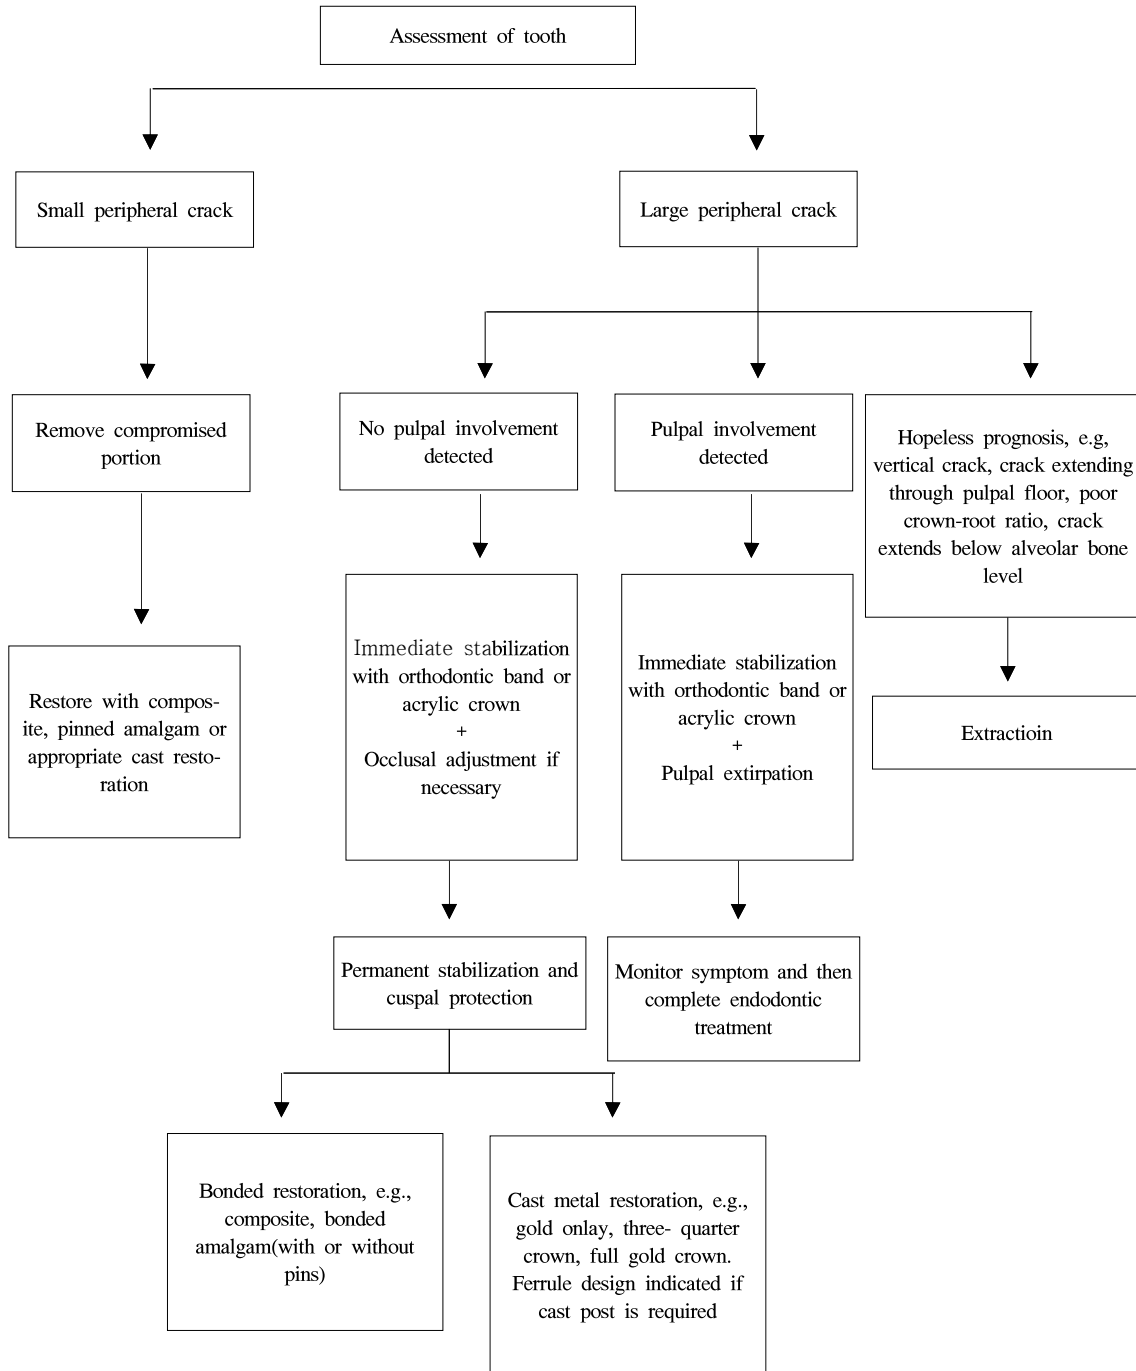 Assessment of tooth
Small peripheral crack
Large peripheral crack
Remove compromised
portion
No pulpal involvement
detected
Pulpal involvement
detected
Hopeless prognosis, e.g,
vertical crack, crack extending
through pulpal floor, poor
crown-root ratio, crack
extends below alveolar bone
level
Restore with compos-
ite, pinned amalgam or
appropriate cast resto-
ration
Immediate stabilization
with orthodontic band or
acrylic crown
+
Occlusal adjustment if
necessary
Immediate stabilization
with orthodontic band or
acrylic crown
+
Pulpal extirpation
Extractioin
Permanent stabilization and
cuspal protection
Monitor symptom and then
complete endodontic
treatment
Bonded restoration, e.g.,
composite, bonded
amalgam(with or without
pins)
Cast metal restoration, e.g.,
gold onlay, three- quarter
crown, full gold crown.
Ferrule design indicated if
cast post is required